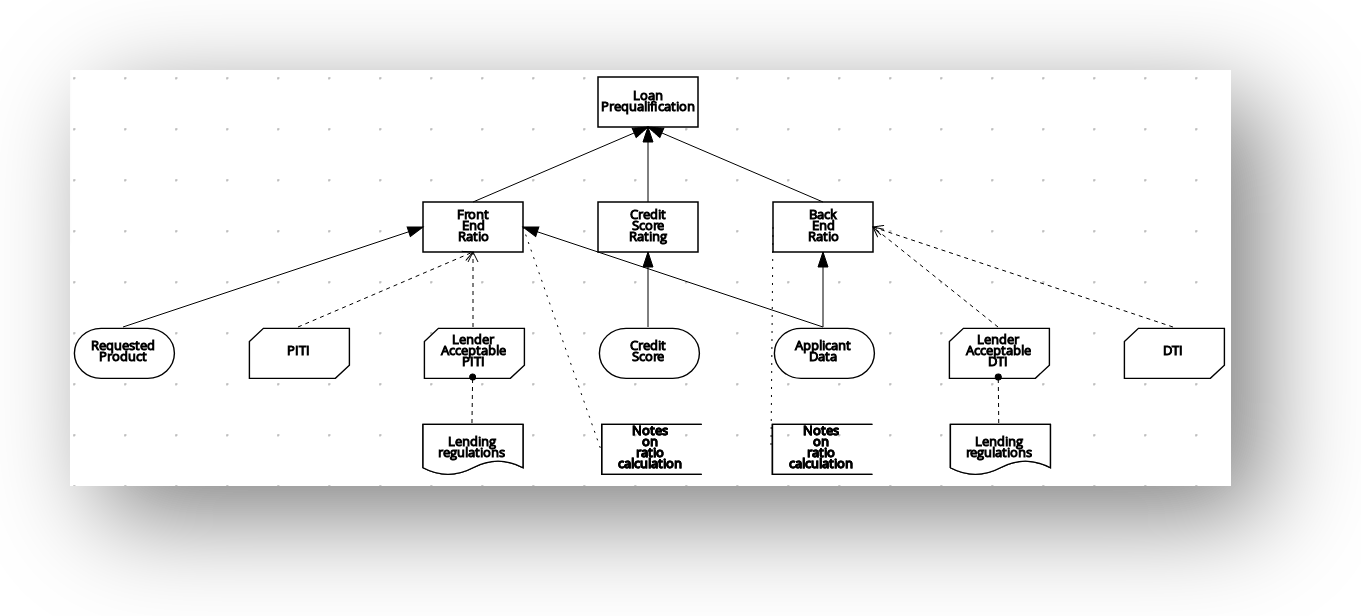 Loan
Prequalification
Front
End
Ratio
Credit
Score
Rating
Back
End
Ratio
Requested
Product
PITI
Lender
Acceptable
PITI
Credit
Score
Applicant
Data
Lender
Acceptable
DTI
DTI
Lending
regulations
Notes
on
ratio
calculation
Notes
on
ratio
calculation
Lending
regulations